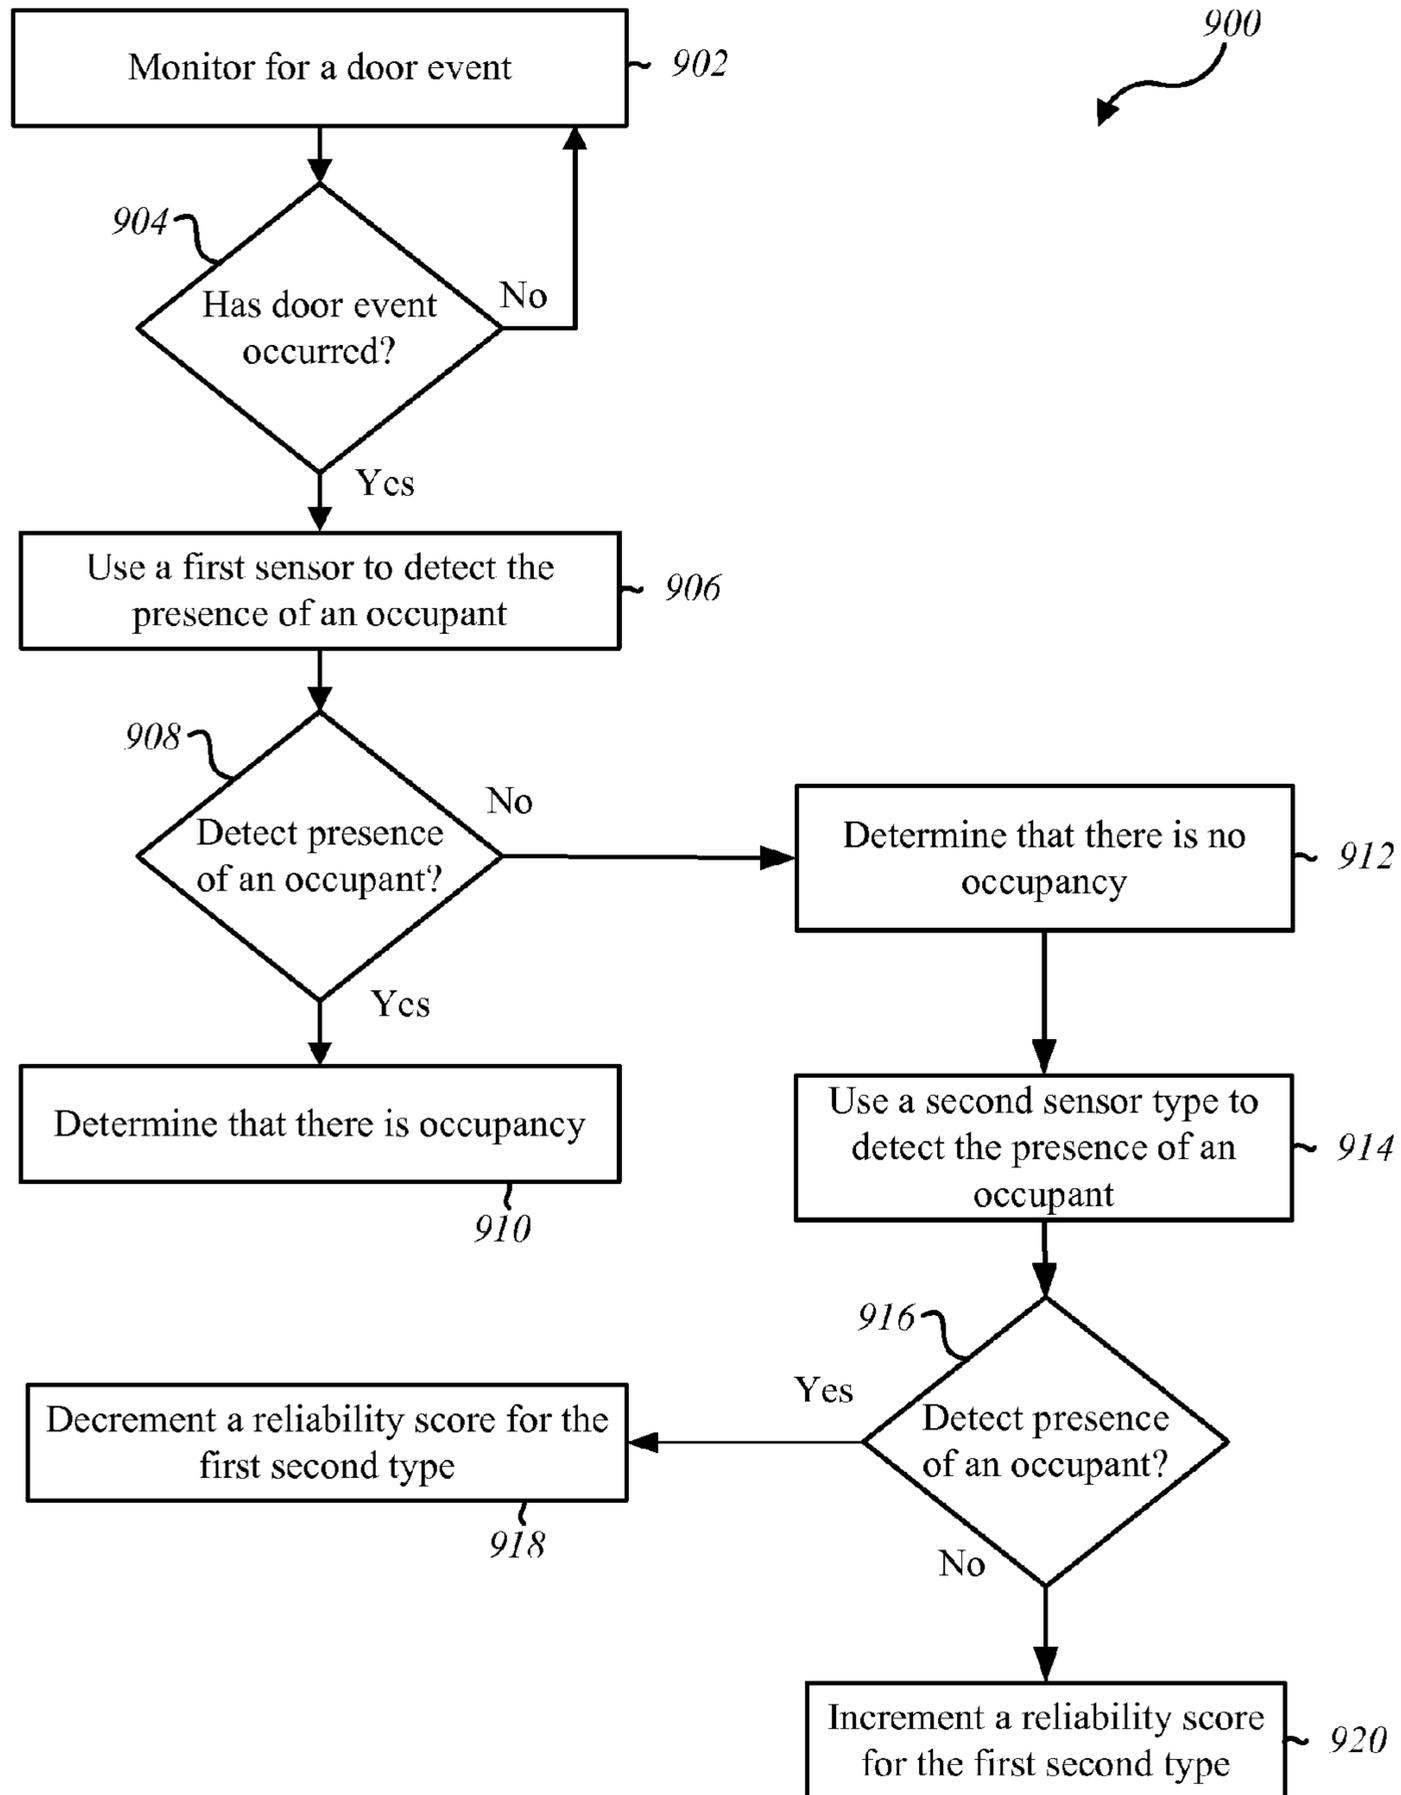 900
Monitor for a door event
902
904
Has door event
occurred?
No
Yes
Use a first sensor to detect the
presence of an occupant
906
908
Detect presence
of an occupant?
No
Yes
Determine that there is occupancy
910
Determine that there is no
occupancy
912
Use a second sensor type to
detect the presence of an
occupant
914
916
Detect presence
of an occupant?
Yes
No
Decrement a reliability score for the
first second type
918
Increment a reliability score
for the first second type
920